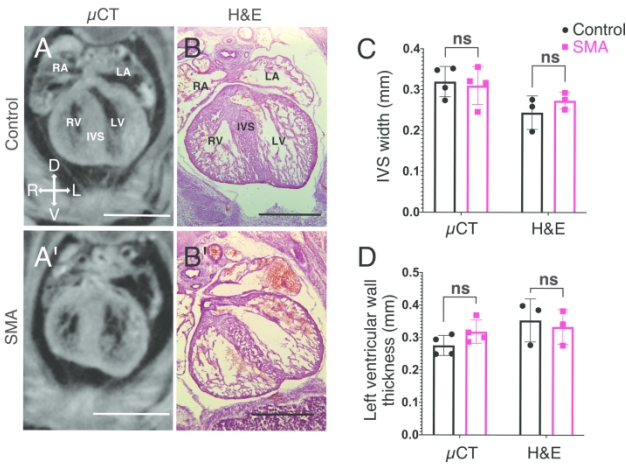 µCT
H&E
Control
A
RA
LA
RV
LV
IVS
D
R
L
V
B
RA
LA
IVS
RV
LV
SMA
A'
B'
C
Control
SMA
ns
ns
IVS width (mm)
0.4
0.3
0.2
0.1
0.0
µCT
H&E
D
ns
ns
Left ventricular wall
thickness (mm)
0.5
0.4
0.3
0.2
0.1
0.0
µCT
H&E